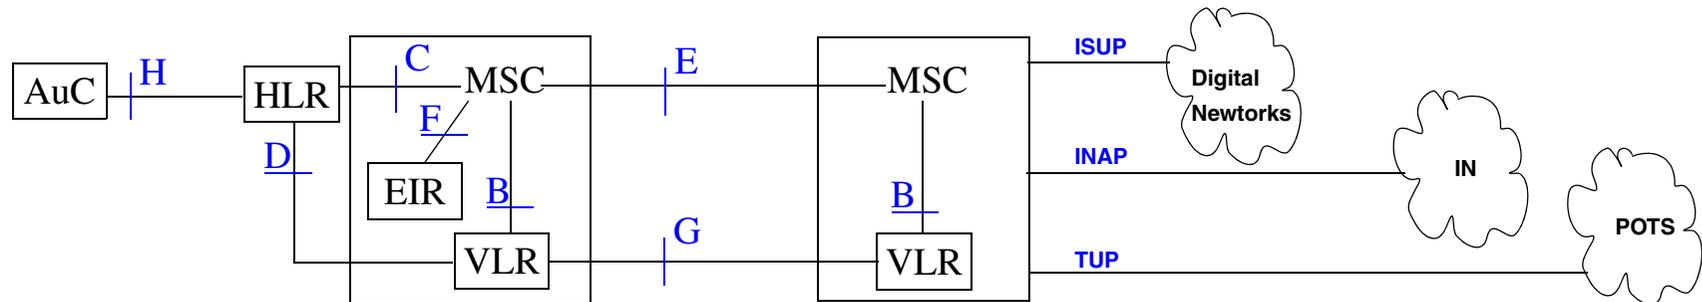 AuC
H
HLR
D
C
MSC
F
EIR
B
VLR
E
G
MSC
B
VLR
ISUP
Digital
Newtorks
INAP
IN
TUP
POTS